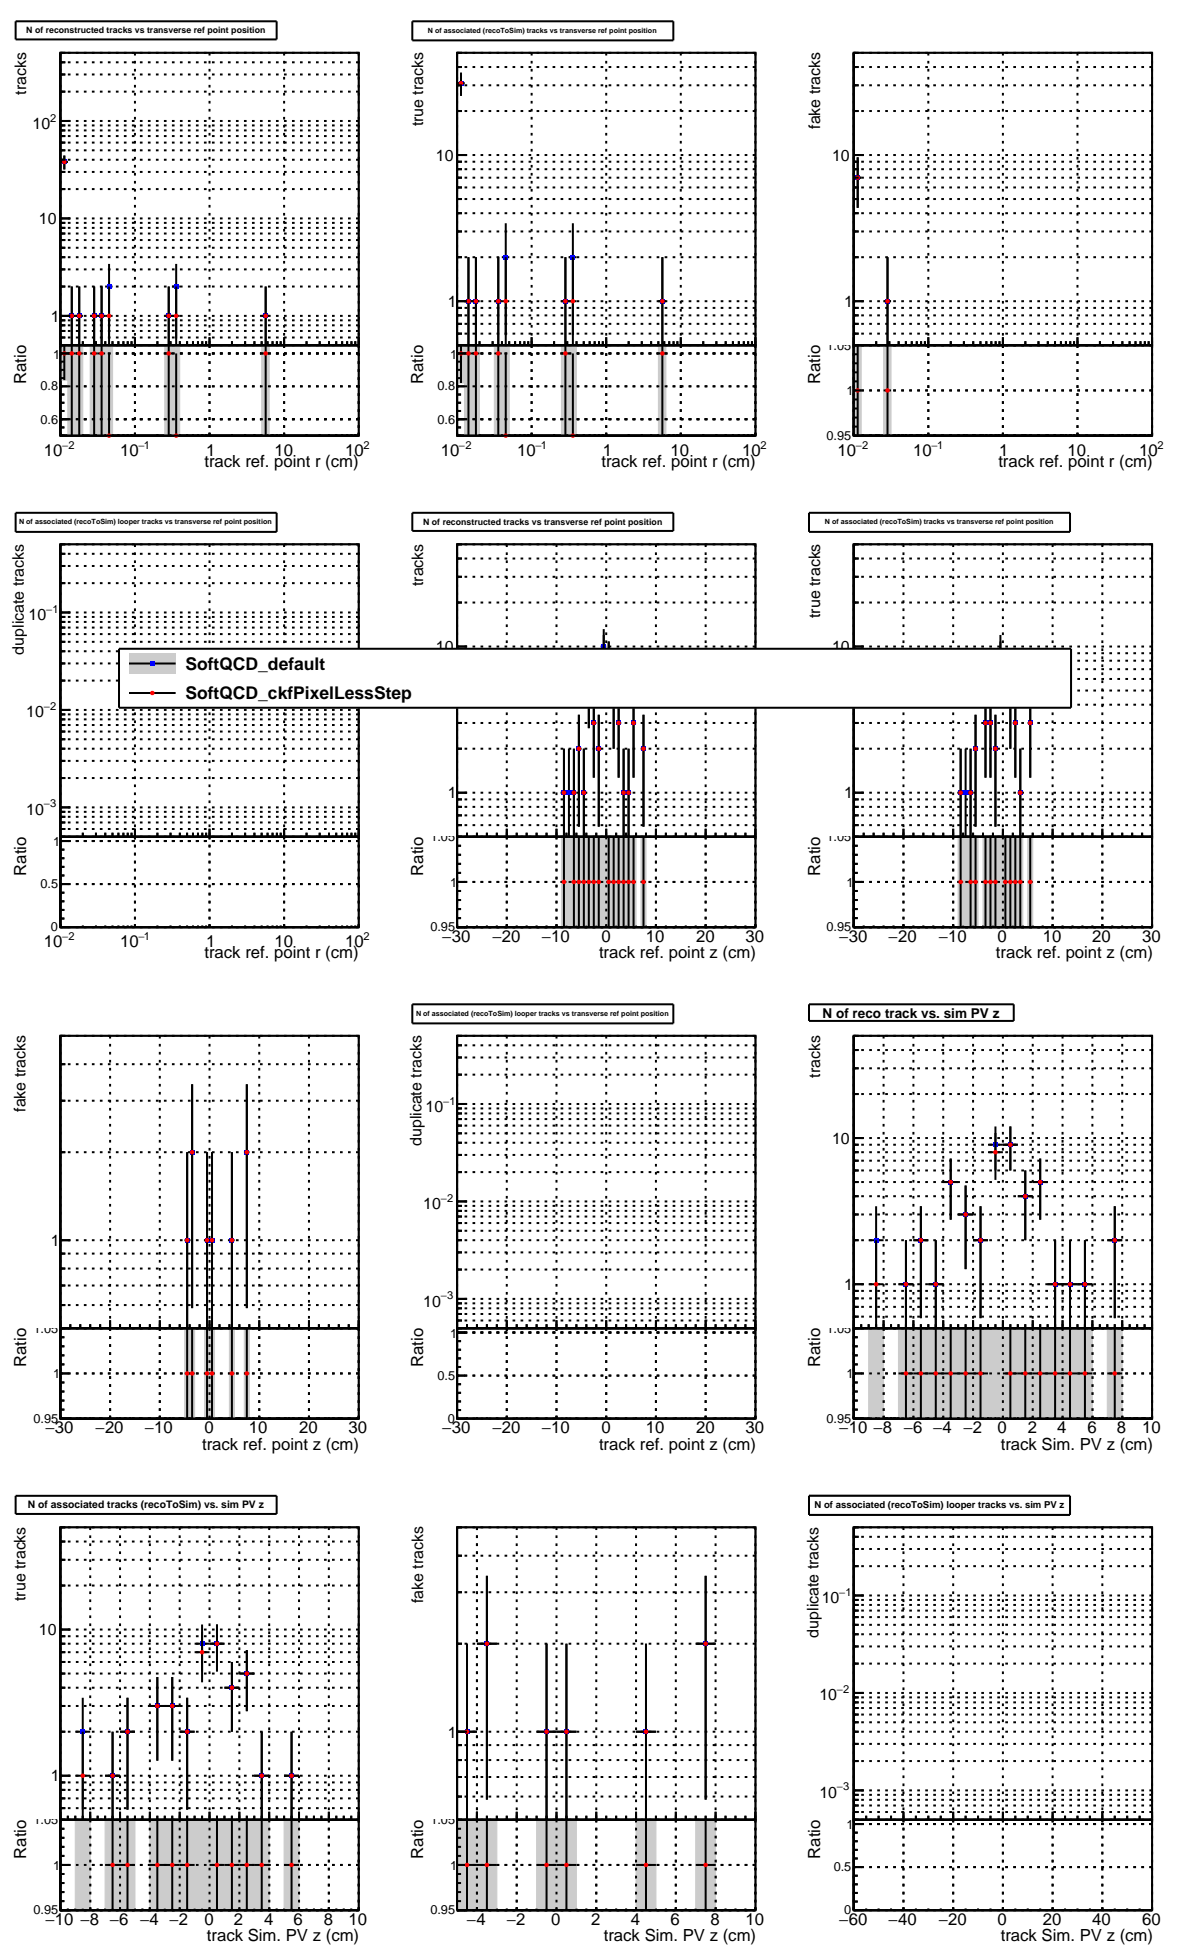 N of reconstructed tracks vs transverse ref point position
tracks
10²
10
1
Ratio
1
0.8
0.6
10⁻² 10⁻¹ 1 10 10²
track ref. point r (cm)
N of associated (recoToSim) tracks vs transverse ref point position
true tracks
10
1
Ratio
1
0.8
0.6
10⁻² 10⁻¹ 1 10 10²
track ref. point r (cm)
fake tracks
10
1
Ratio
1.05
1
0.95
10⁻² 10⁻¹ 1 10 10²
track ref. point r (cm)
N of associated (recoToSim) looper tracks vs transverse ref point position
duplicate tracks
10⁻¹
10⁻²
10⁻³
Ratio
1
0.5
0
10⁻² 10⁻¹ 1 10 10²
track ref. point r (cm)
N of reconstructed tracks vs transverse ref point position
tracks
10
1
Ratio
1.05
1
0.95
−30 −20 −10 0 10 20 30
track ref. point z (cm)
N of associated (recoToSim) tracks vs transverse ref point position
true tracks
10
1
Ratio
1.05
1
0.95
−30 −20 −10 0 10 20 30
track ref. point z (cm)
SoftQCD_default
SoftQCD_ckfPixelLessStep
fake tracks
1
Ratio
1.05
1
0.95
−30 −20 −10 0 10 20 30
track ref. point z (cm)
N of associated (recoToSim) looper tracks vs transverse ref point position
duplicate tracks
10⁻¹
10⁻²
10⁻³
Ratio
1
0.5
0
−30 −20 −10 0 10 20 30
track ref. point z (cm)
N of reco track vs. sim PV z
tracks
10
1
Ratio
1.05
1
0.95
−10 −8 −6 −4 −2 0 2 4 6 8 10
track Sim. PV z (cm)
N of associated tracks (recoToSim) vs. sim PV z
true tracks
10
1
Ratio
1.05
1
0.95
−10 −8 −6 −4 −2 0 2 4 6 8 10
track Sim. PV z (cm)
fake tracks
1
Ratio
1.05
1
0.95
−4 −2 0 2 4 6 8 10
track Sim. PV z (cm)
N of associated (recoToSim) looper tracks vs. sim PV z
duplicate tracks
10⁻¹
10⁻²
10⁻³
Ratio
1
0.5
0
−60 −40 −20 0 20 40 60
track Sim. PV z (cm)